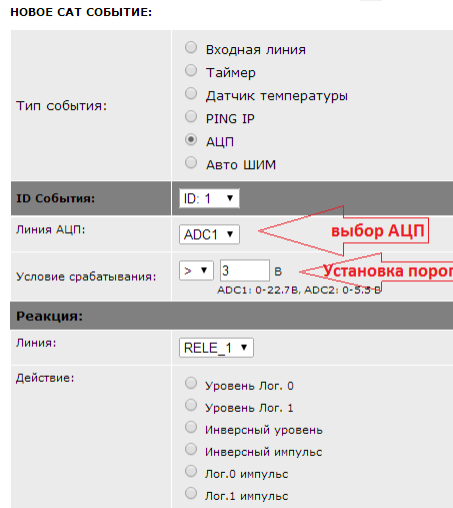 НОВОЕ CAT СОБЫТИЕ:
Тип события:
Входная линия
Таймер
Датчик температуры
PING IP
АЦП
Авто ШИМ
ID События:
ID: 1
Линия АЦП:
ADC1
выбор АЦП
Условие срабатывания:
> 3 В
Установка порог
ADC1: 0-22.7В, ADC2: 0-5.5 В
Реакция:
Линия:
RELE_1
Действие:
Уровень Лог. 0
Уровень Лог. 1
Инверсный уровень
Инверсный импульс
Лог.0 импульс
Лог.1 импульс